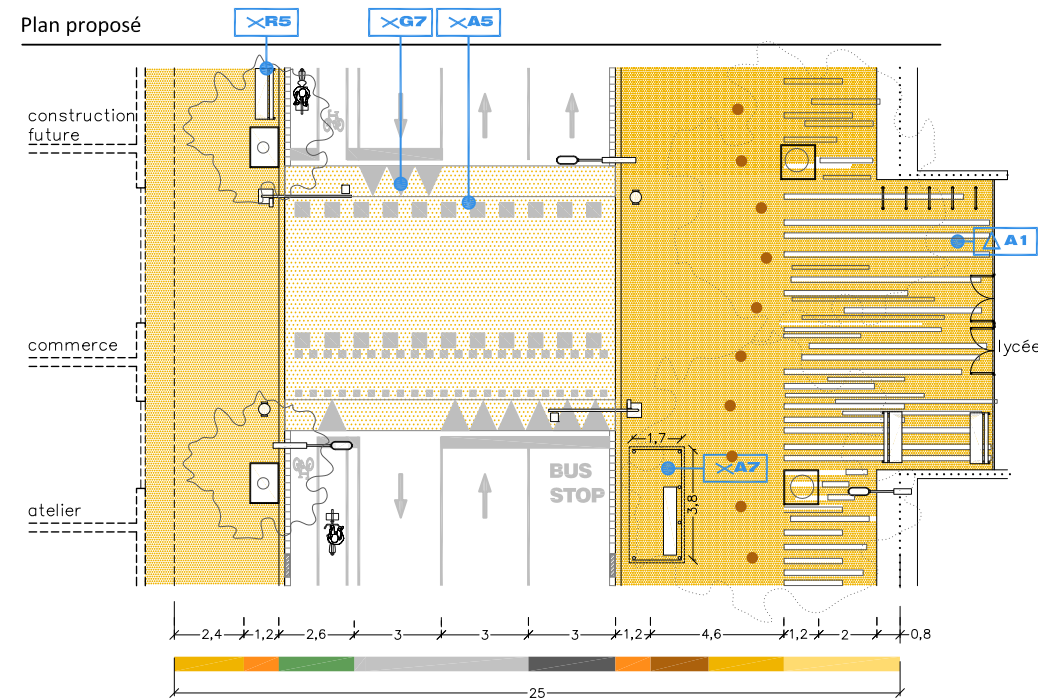 Plan proposé
R5
G7
A5
construction
future
A1
commerce
lycée
1,7
A7
BUS
STOP
3,8
atelier
2,4 1,2 2,6 3 3 3 1,2 4,6 1,2 2 0,8
25